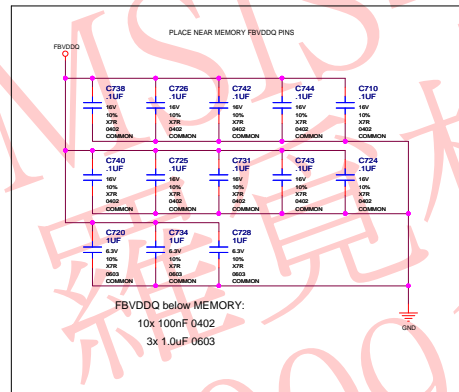 PLACE NEAR MEMORY FBVDDQ PINS
FBVDDQ
C738 C726 C742 C744 C710
.1UF .1UF .1UF .1UF .1UF
16V 16V 16V 16V 16V
10% 10% 10% 10% 10%
X7R X7R X7R X7R X7R
0402 0402 0402 0402 0402
COMMON COMMON COMMON COMMON COMMON
C740 C725 C731 C743 C724
.1UF .1UF .1UF .1UF .1UF
16V 16V 16V 16V 16V
10% 10% 10% 10% 10%
X7R X7R X7R X7R X7R
0402 0402 0402 0402 0402
COMMON COMMON COMMON COMMON COMMON
C720 C734 C728
1UF 1UF 1UF
6.3V 6.3V 6.3V
10% 10% 10%
X7R X7R X7R
0603 0603 0603
COMMON COMMON COMMON
FBVDDQ below MEMORY:
10x 100nF 0402
3x 1.0uF 0603
GND